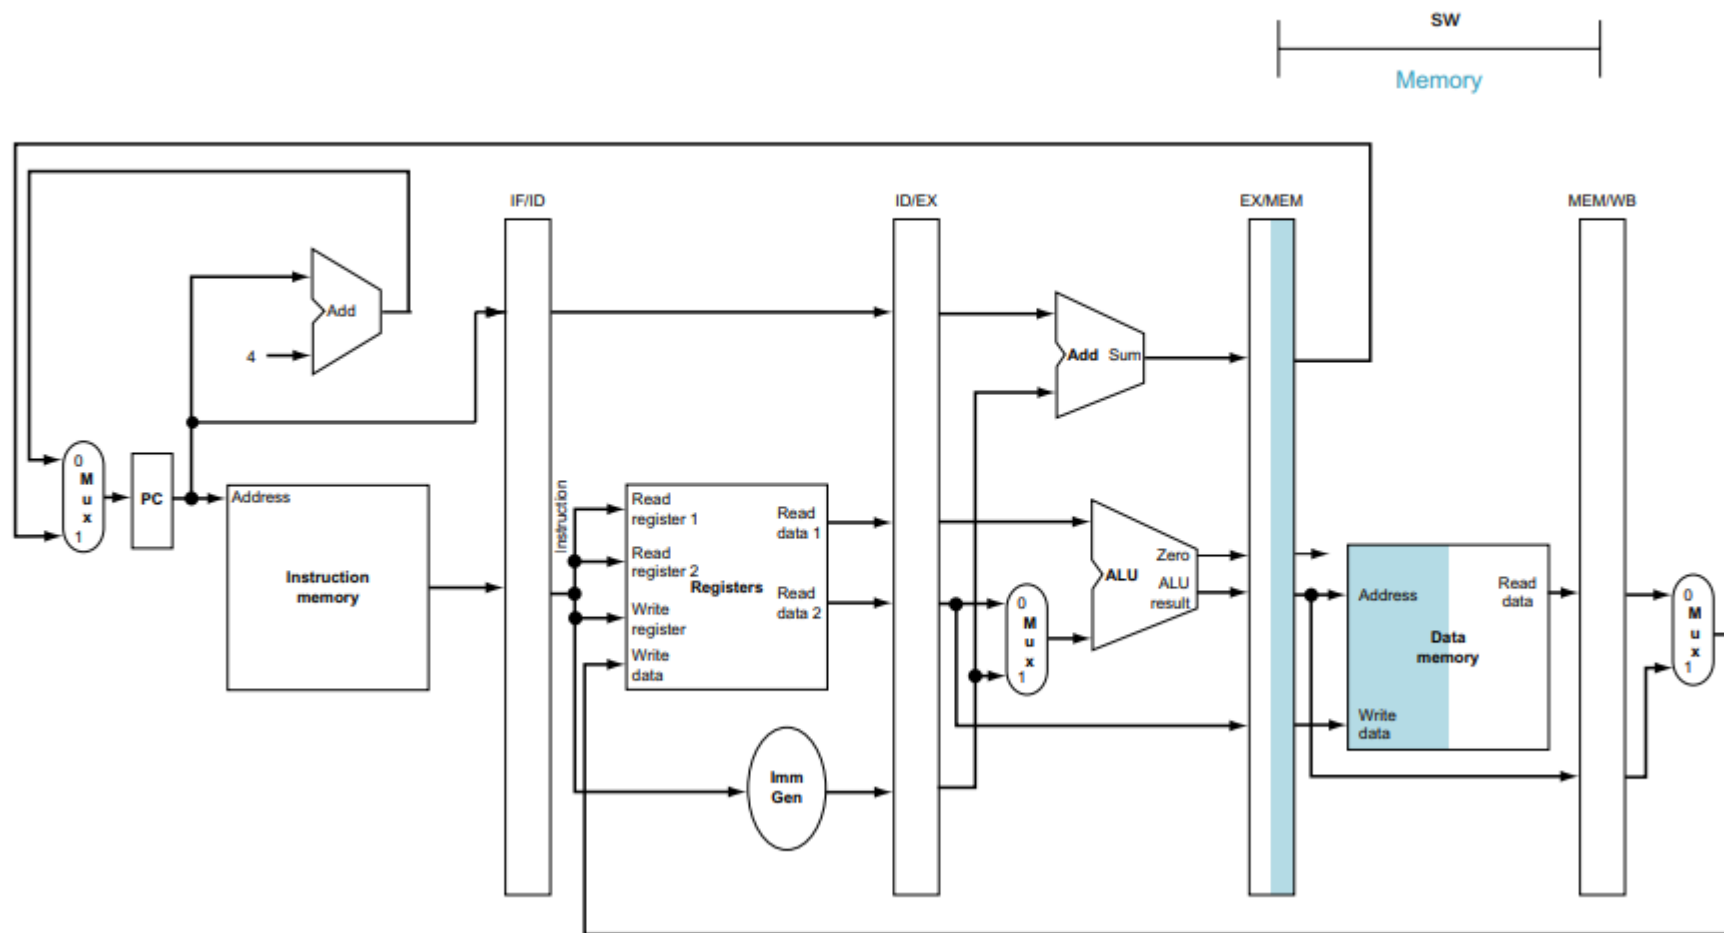 SW
Memory
IF/ID
ID/EX
EX/MEM
MEM/WB
Add
4
Add Sum
0
M
u
x
1
PC
Address
Instruction
memory
Instruction
Read
register 1
Read
register 2
Write
register
Write
data
Registers
Read
data 1
Read
data 2
Imm
Gen
0
M
u
x
1
ALU
Zero
ALU
result
Address
Write
data
Data
memory
Read
data
0
M
u
x
1